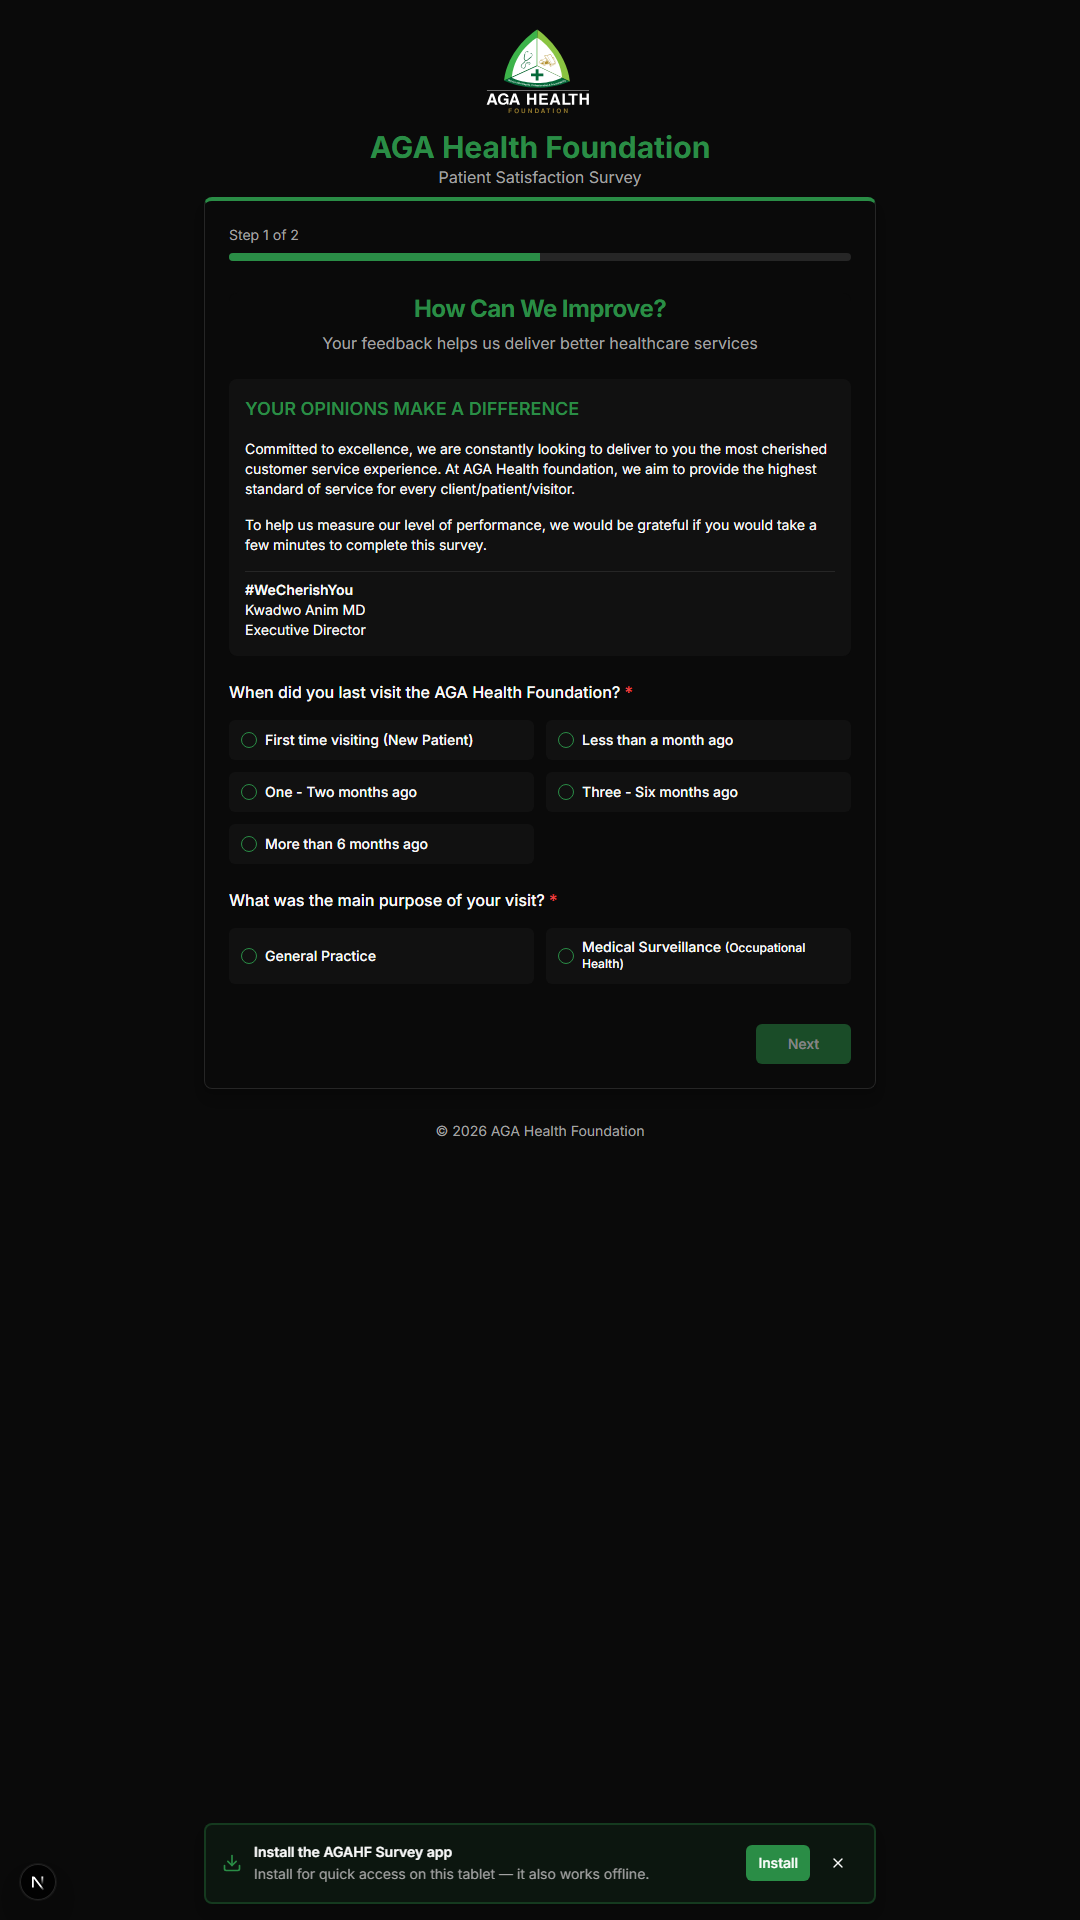 AGA HEALTH
FOUNDATION
AGA Health Foundation
Patient Satisfaction Survey
Step 1 of 2
How Can We Improve?
Your feedback helps us deliver better healthcare services
YOUR OPINIONS MAKE A DIFFERENCE
Committed to excellence, we are constantly looking to deliver to you the most cherished
customer service experience. At AGA Health foundation, we aim to provide the highest
standard of service for every client/patient/visitor.
To help us measure our level of performance, we would be grateful if you would take a
few minutes to complete this survey.
#WeCherishYou
Kwadwo Anim MD
Executive Director
When did you last visit the AGA Health Foundation? *
First time visiting (New Patient)
Less than a month ago
One - Two months ago
Three - Six months ago
More than 6 months ago
What was the main purpose of your visit? *
General Practice
Medical Surveillance (Occupational
Health)
Next
© 2026 AGA Health Foundation
Install the AGAHF Survey app
Install for quick access on this tablet — it also works offline.
Install
N